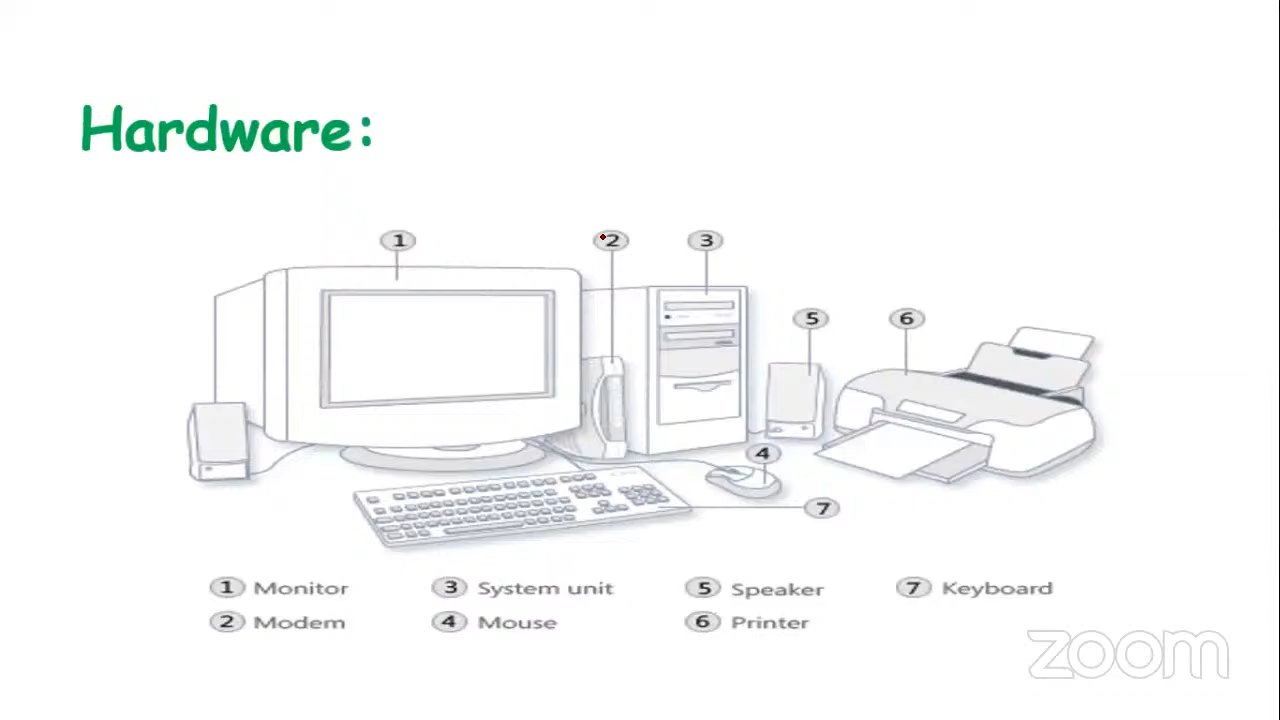 Hardware:
1 2 3
5 6
4
7
1 Monitor 3 System unit 5 Speaker 7 Keyboard
2 Modem 4 Mouse 6 Printer
zoom